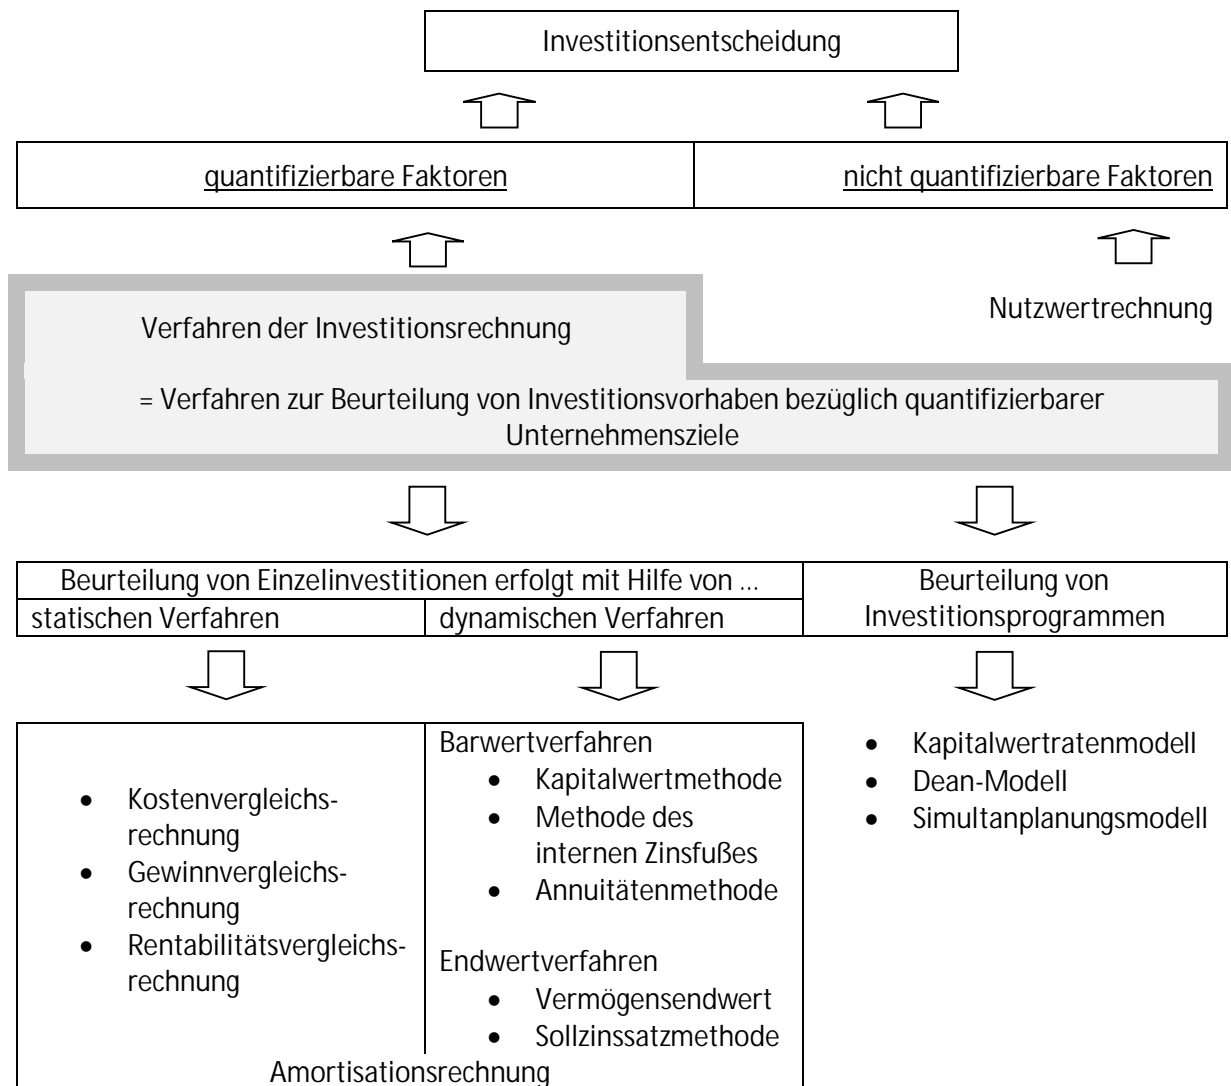 Investitionsentscheidung
quantifizierbare Faktoren
nicht quantifizierbare Faktoren
Nutzwertrechnung
Verfahren der Investitionsrechnung
= Verfahren zur Beurteilung von Investitionsvorhaben bezüglich quantifizierbarer
Unternehmensziele
Beurteilung von Einzelinvestitionen erfolgt mit Hilfe von ...
statischen Verfahren
dynamischen Verfahren
Beurteilung von
Investitionsprogrammen
• Kostenvergleichs-
rechnung
• Gewinnvergleichs-
rechnung
• Rentabilitätsvergleichs-
rechnung
Barwertverfahren
• Kapitalwertmethode
• Methode des
internen Zinsfußes
• Annuitätenmethode
Endwertverfahren
• Vermögensendwert
• Sollzinssatzmethode
Amortisationsrechnung
• Kapitalwertratenmodell
• Dean-Modell
• Simultanplanungsmodell